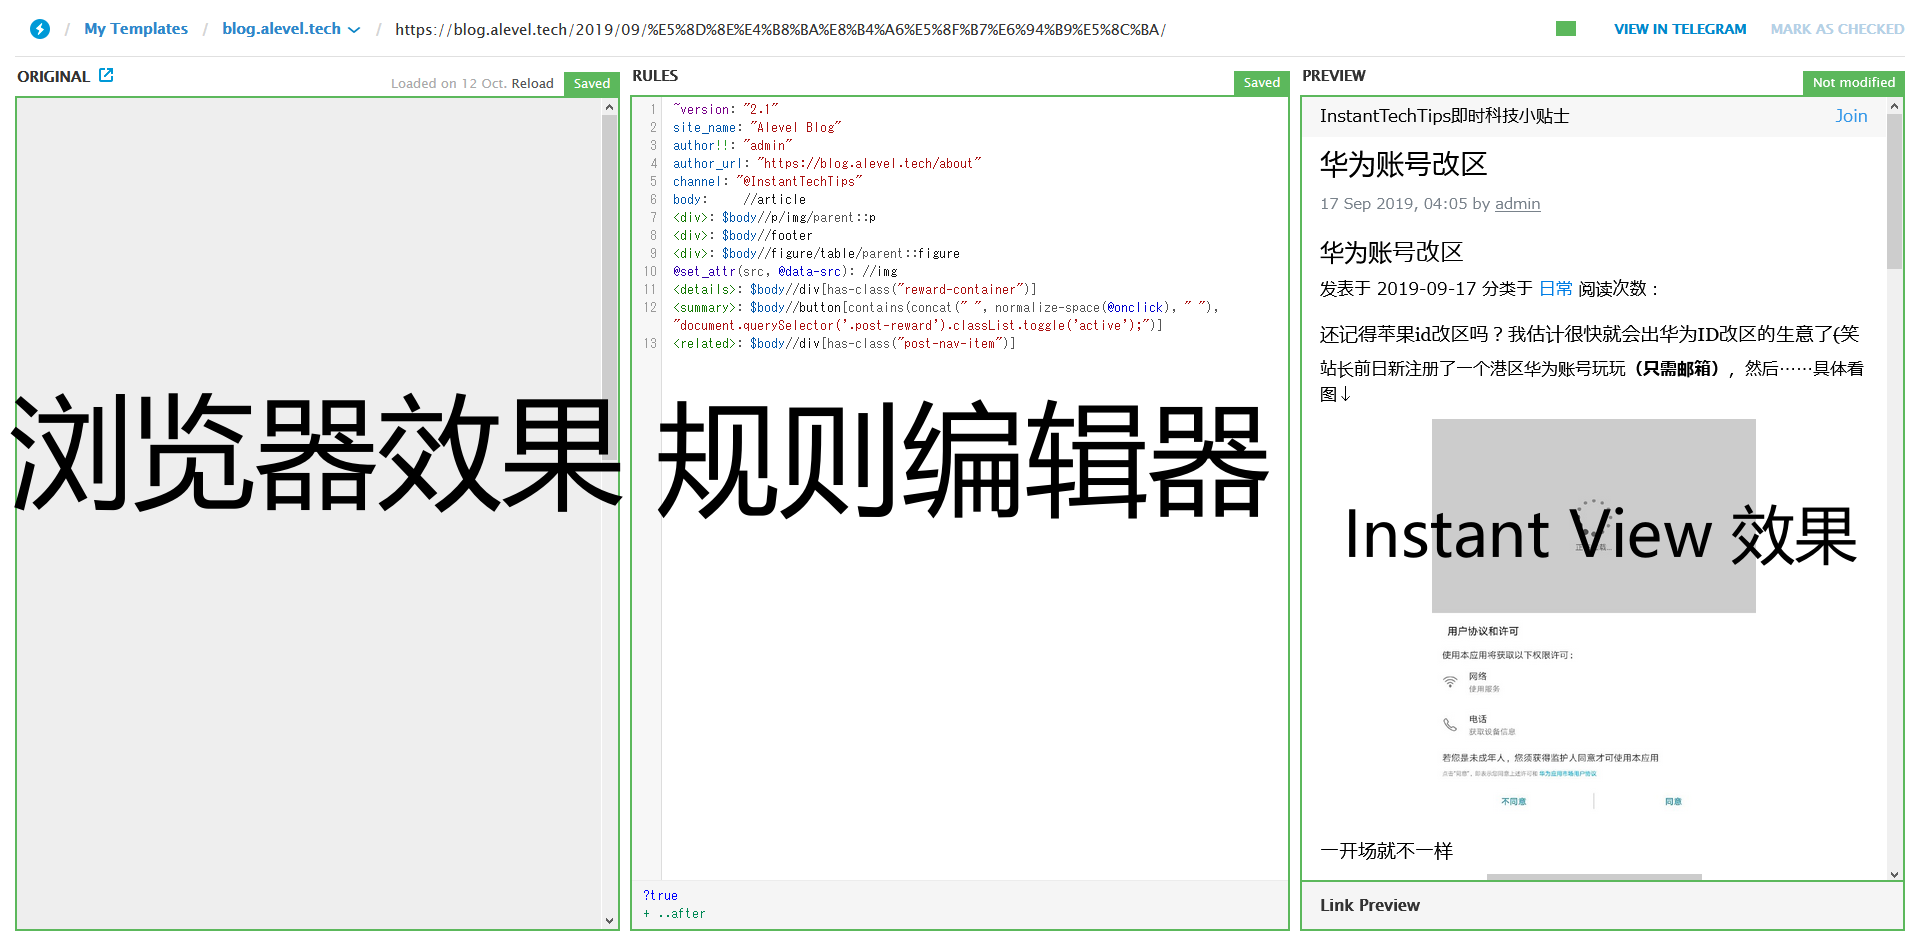 / My Templates / blog.alevel.tech / https://blog.alevel.tech/2019/09/%E5%8D%8E%E4%B8%BA%E8%B4%A6%E5%8F%B7%E6%94%B9%E5%8C%BA/ VIEW IN TELEGRAM MARK AS CHECKED
ORIGINAL Loaded on 12 Oct. Reload Saved
浏览器效果
RULES Saved
1 ~version: "2.1"
2 site_name: "Alevel Blog"
3 author!!: "admin"
4 author_url: "https://blog.alevel.tech/about"
5 channel: "@InstantTechTips"
6 body: //article
7 <div>: $body//p/img/parent::p
8 <div>: $body//footer
9 <div>: $body//figure/table/parent::figure
10 @set_attr(src, @data-src): //img
11 <details>: $body//div[has-class("reward-container")]
12 <summary>: $body//button[contains(concat(" ", normalize-space(@onclick), " "),
"document.querySelector('.post-reward').classList.toggle('active');")]
13 <related>: $body//div[has-class("post-nav-item")]
规则编辑器
?true
+ ..after
PREVIEW Not modified
InstantTechTips即时科技小贴士 Join
华为账号改区
17 Sep 2019, 04:05 by admin
华为账号改区
发表于 2019-09-17 分类于 日常 阅读次数：
还记得苹果id改区吗？我估计很快就会出华为ID改区的生意了(笑
站长前日新注册了一个港区华为账号玩玩（只需邮箱），然后……具体看
图↓
Instant View 效果
用户协议和许可
使用本应用将获取以下权限许可：
网络
使用服务
电话
获取设备信息
若您是未成年人，您须获得监护人同意才可使用本应用
不同意 同意
一开场就不一样
Link Preview